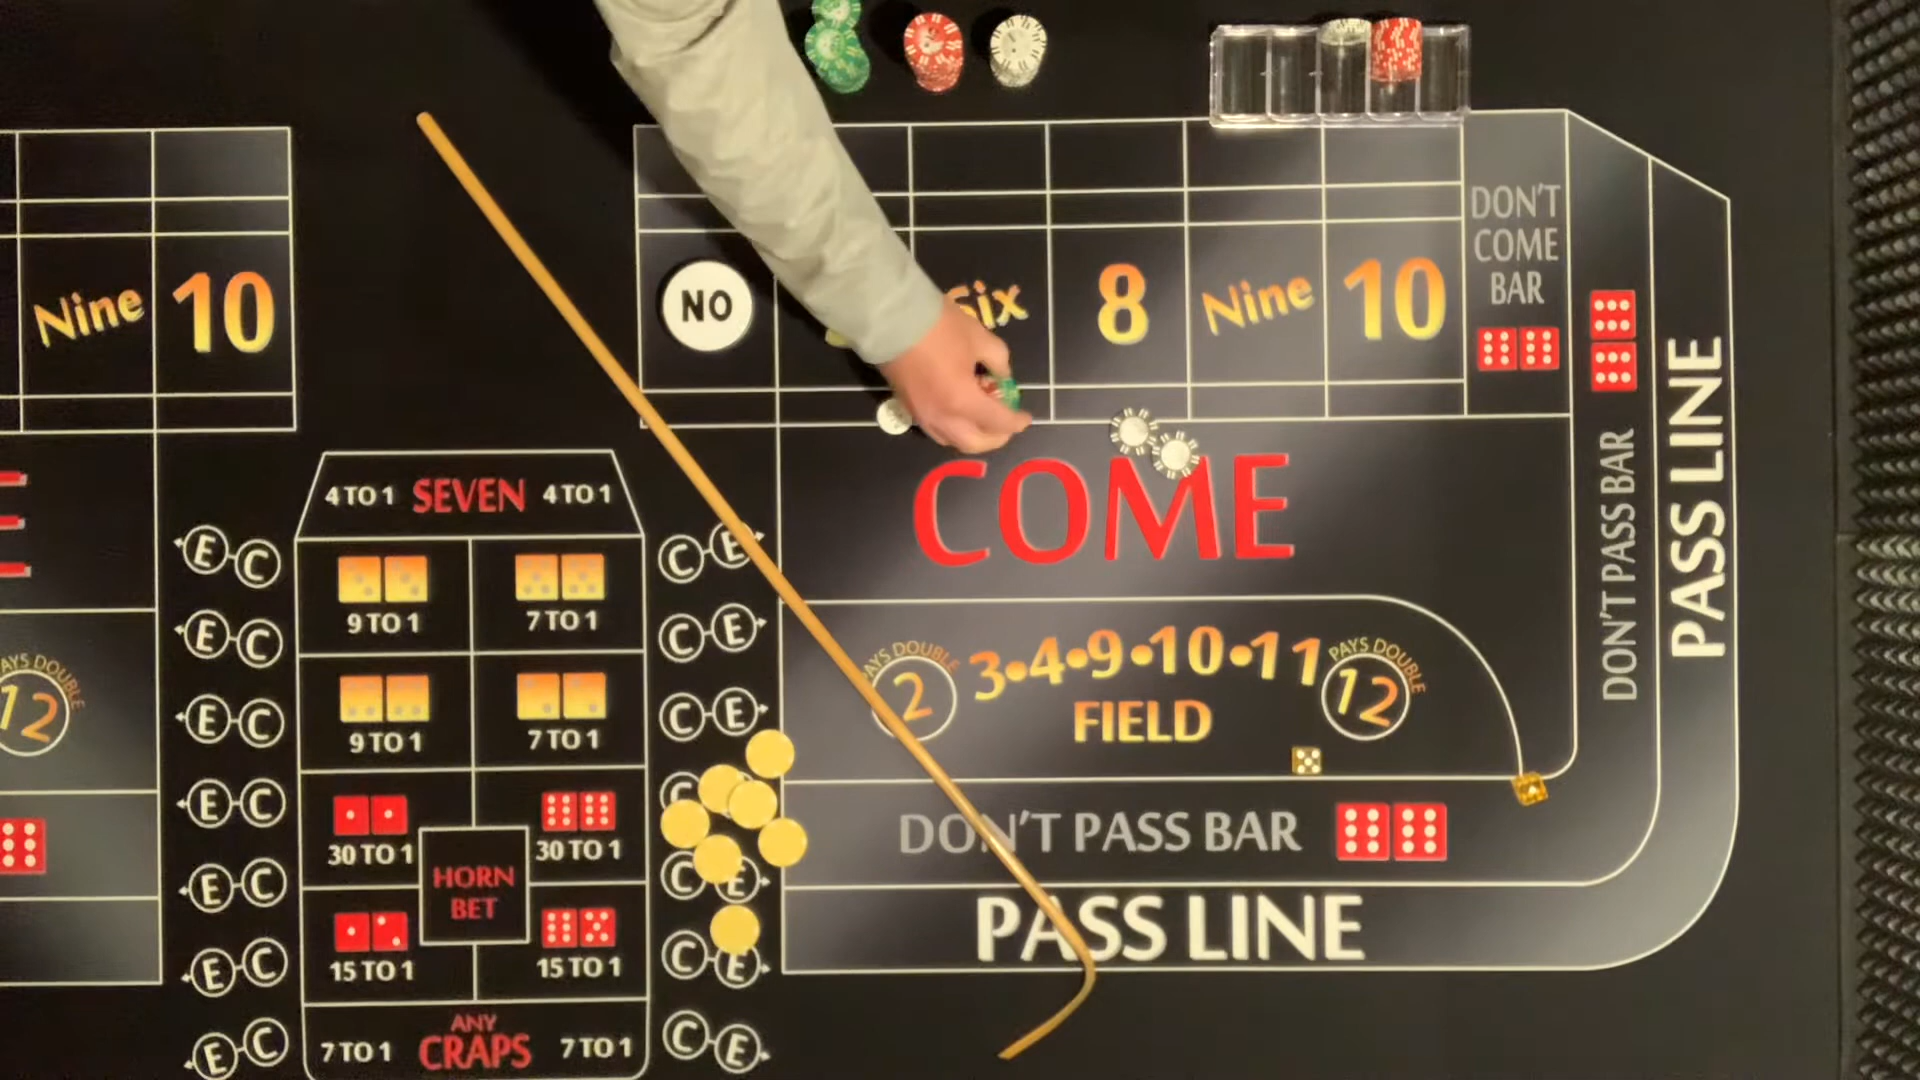 Nine 10
NO Six 8 Nine 10
DON'T
COME
BAR
DON'T PASS BAR
PASS LINE
4 TO 1 SEVEN 4 TO 1
9 TO 1 7 TO 1
9 TO 1 7 TO 1
30 TO 1 30 TO 1
HORN
BET
15 TO 1 15 TO 1
ANY
7 TO 1 CRAPS 7 TO 1
E C
E C
E C
E C
E C
E C
E C
C E
C E
C E
C
C E
C E
C E
COME
PAYS DOUBLE
2
3•4•9•10•11
PAYS DOUBLE
12
FIELD
DON'T PASS BAR
PASS LINE
AYS DOUBLE
12